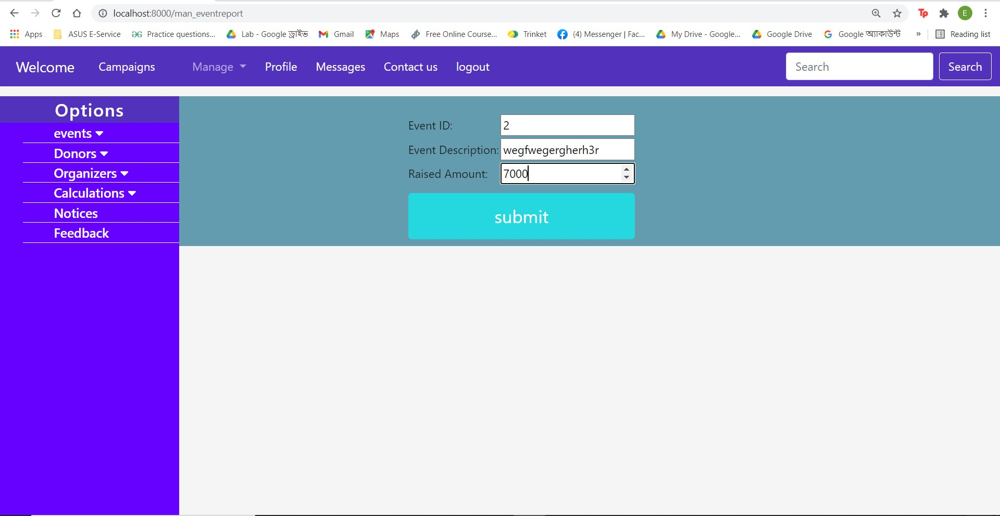 localhost:8000/man_eventreport
E
Apps ASUS E-Service Practice questions... Lab - Google ড্রাইভ Gmail Maps Free Online Course... Trinket (4) Messenger | Fac... My Drive - Google... Google Drive Google অ্যাকাউন্ট » Reading list
Welcome Campaigns Manage Profile Messages Contact us logout Search Search
Options
events
Donors
Organizers
Calculations
Notices
Feedback
Event ID: 2
Event Description: wegfwegergherh3r
Raised Amount: 7000
submit